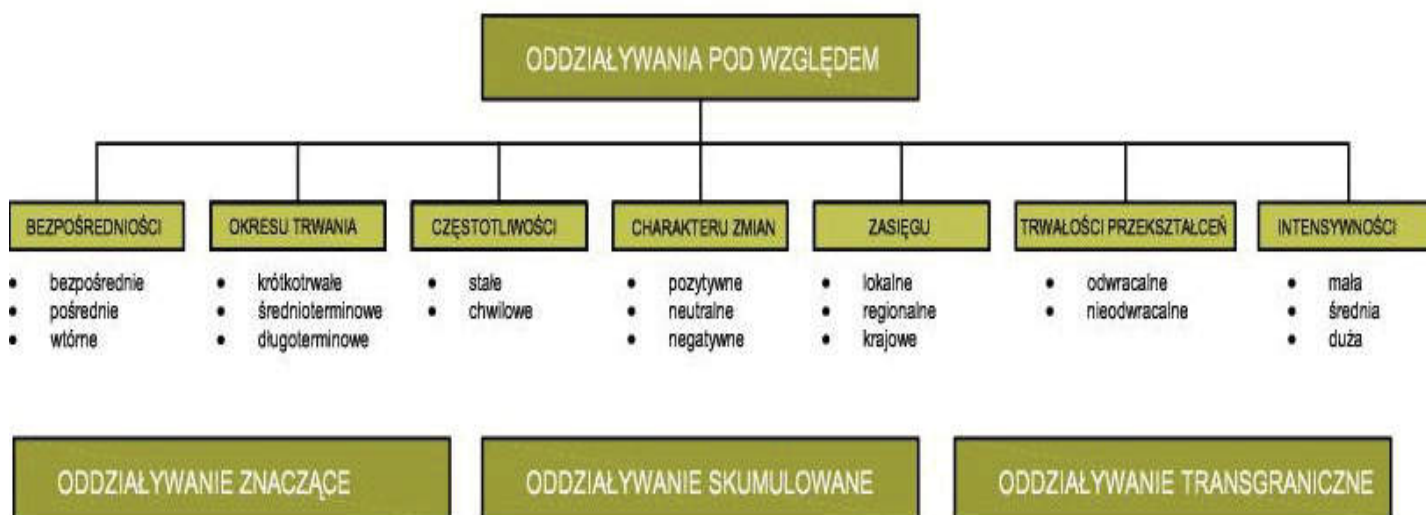 ODDZIAŁYWANIA POD WZGLĘDEM
BEZPOŚREDNIOŚCI
• bezpośrednie
• pośrednie
• wtórne
OKRESU TRWANIA
• krótkotrwałe
• średnioterminowe
• długoterminowe
CZĘSTOTLIWOŚCI
• stałe
• chwilowe
CHARAKTERU ZMIAN
• pozytywne
• neutralne
• negatywne
ZASIĘGU
• lokalne
• regionalne
• krajowe
TRWAŁOŚCI PRZEKSZTAŁCEŃ
• odwracalne
• nieodwracalne
INTENSYWNOŚCI
• mała
• średnia
• duża
ODDZIAŁYWANIE ZNACZĄCE
ODDZIAŁYWANIE SKUMULOWANE
ODDZIAŁYWANIE TRANSGRANICZNE